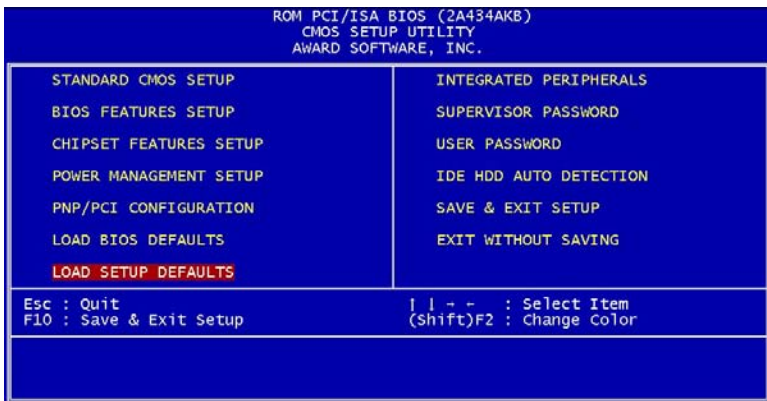 ROM PCI/ISA BIOS (2A434AKB)
CMOS SETUP UTILITY
AWARD SOFTWARE, INC.
STANDARD CMOS SETUP
BIOS FEATURES SETUP
CHIPSET FEATURES SETUP
POWER MANAGEMENT SETUP
PNP/PCI CONFIGURATION
LOAD BIOS DEFAULTS
LOAD SETUP DEFAULTS
INTEGRATED PERIPHERALS
SUPERVISOR PASSWORD
USER PASSWORD
IDE HDD AUTO DETECTION
SAVE & EXIT SETUP
EXIT WITHOUT SAVING
Esc : Quit
F10 : Save & Exit Setup
↑ ↓ → ← : Select Item
(Shift)F2 : Change Color